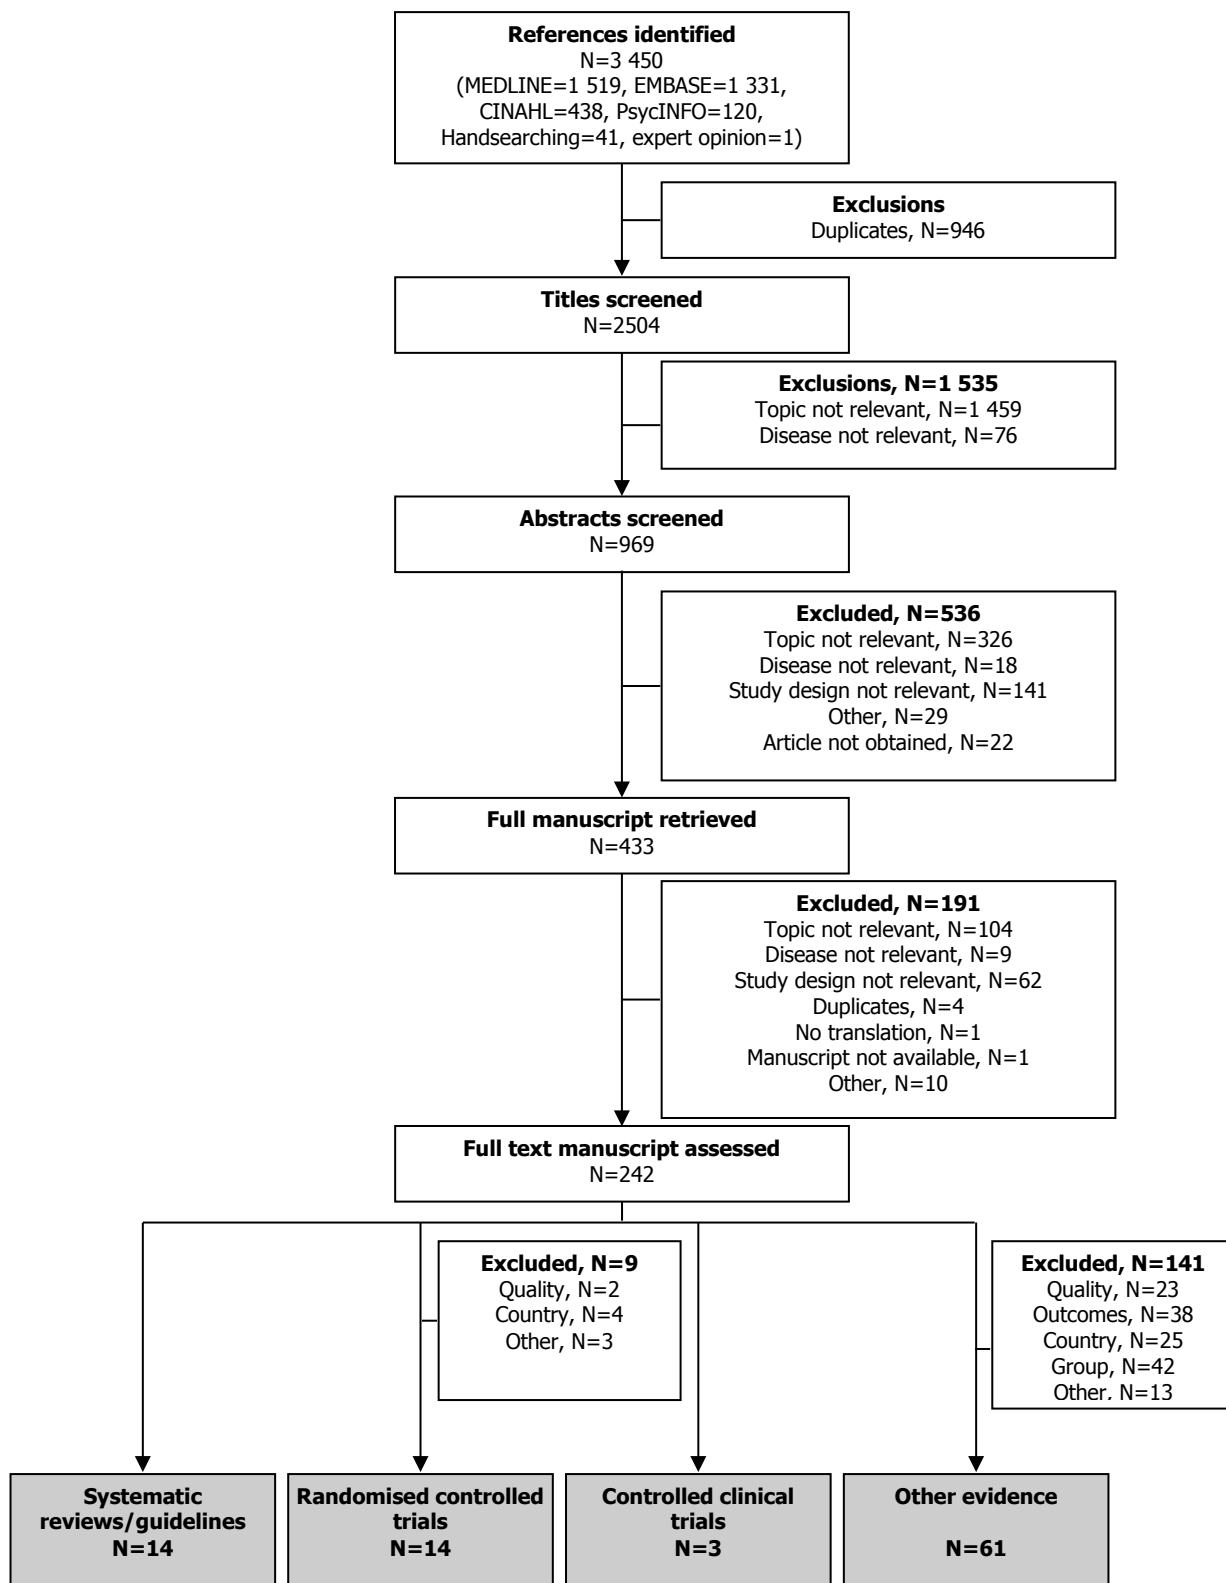 References identified
N=3 450
(MEDLINE=1 519, EMBASE=1 331,
CINAHL=438, PsycINFO=120,
Handsearching=41, expert opinion=1)
Exclusions
Duplicates, N=946
Titles screened
N=2504
Exclusions, N=1 535
Topic not relevant, N=1 459
Disease not relevant, N=76
Abstracts screened
N=969
Excluded, N=536
Topic not relevant, N=326
Disease not relevant, N=18
Study design not relevant, N=141
Other, N=29
Article not obtained, N=22
Full manuscript retrieved
N=433
Excluded, N=191
Topic not relevant, N=104
Disease not relevant, N=9
Study design not relevant, N=62
Duplicates, N=4
No translation, N=1
Manuscript not available, N=1
Other, N=10
Full text manuscript assessed
N=242
Excluded, N=9
Quality, N=2
Country, N=4
Other, N=3
Excluded, N=141
Quality, N=23
Outcomes, N=38
Country, N=25
Group, N=42
Other, N=13
Systematic
reviews/guidelines
N=14
Randomised controlled
trials
N=14
Controlled clinical
trials
N=3
Other evidence
N=61